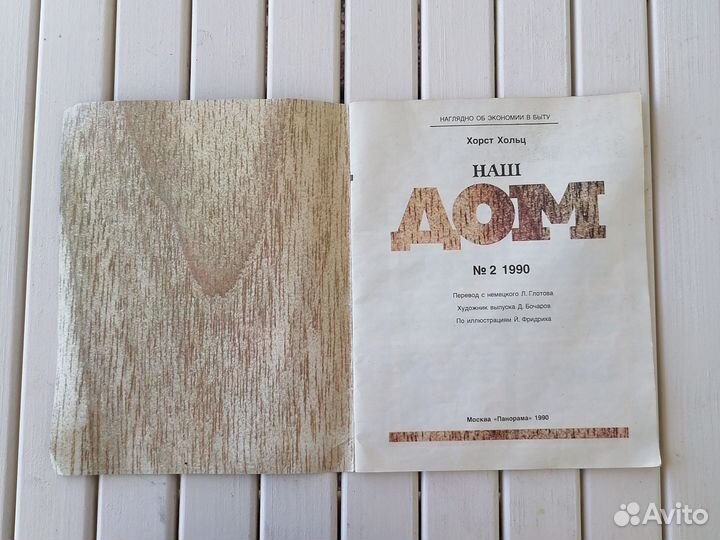 НАГЛЯДНО ОБ ЭКОНОМИИ В БЫТУ
Хорст Хольц
НАШ
ДОМ
№ 2 1990
Перевод с немецкого Л. Глотова
Художник выпуска Д. Бочаров
По иллюстрациям Й. Фридриха
Москва «Панорама» 1990
Avito